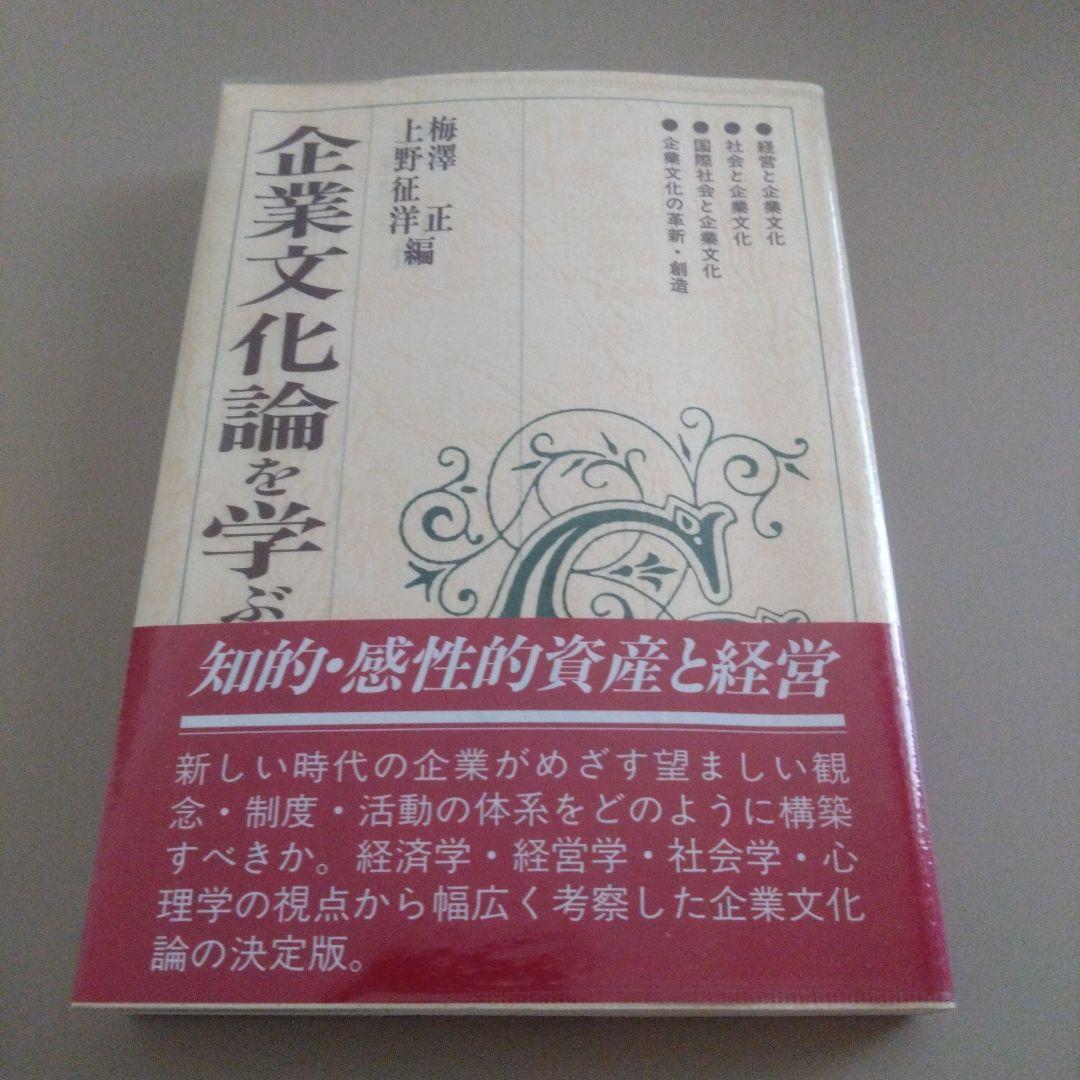 ● 経営と企業文化
● 社会と企業文化
● 国際社会と企業文化
● 企業文化の革新・創造
梅澤 正
上野征洋編
企業文化論を学ぶ
知的・感性的資産と経営
新しい時代の企業がめざす望ましい観
念・制度・活動の体系をどのように構築
すべきか。経済学・経営学・社会学・心
理学の視点から幅広く考察した企業文化
論の決定版。